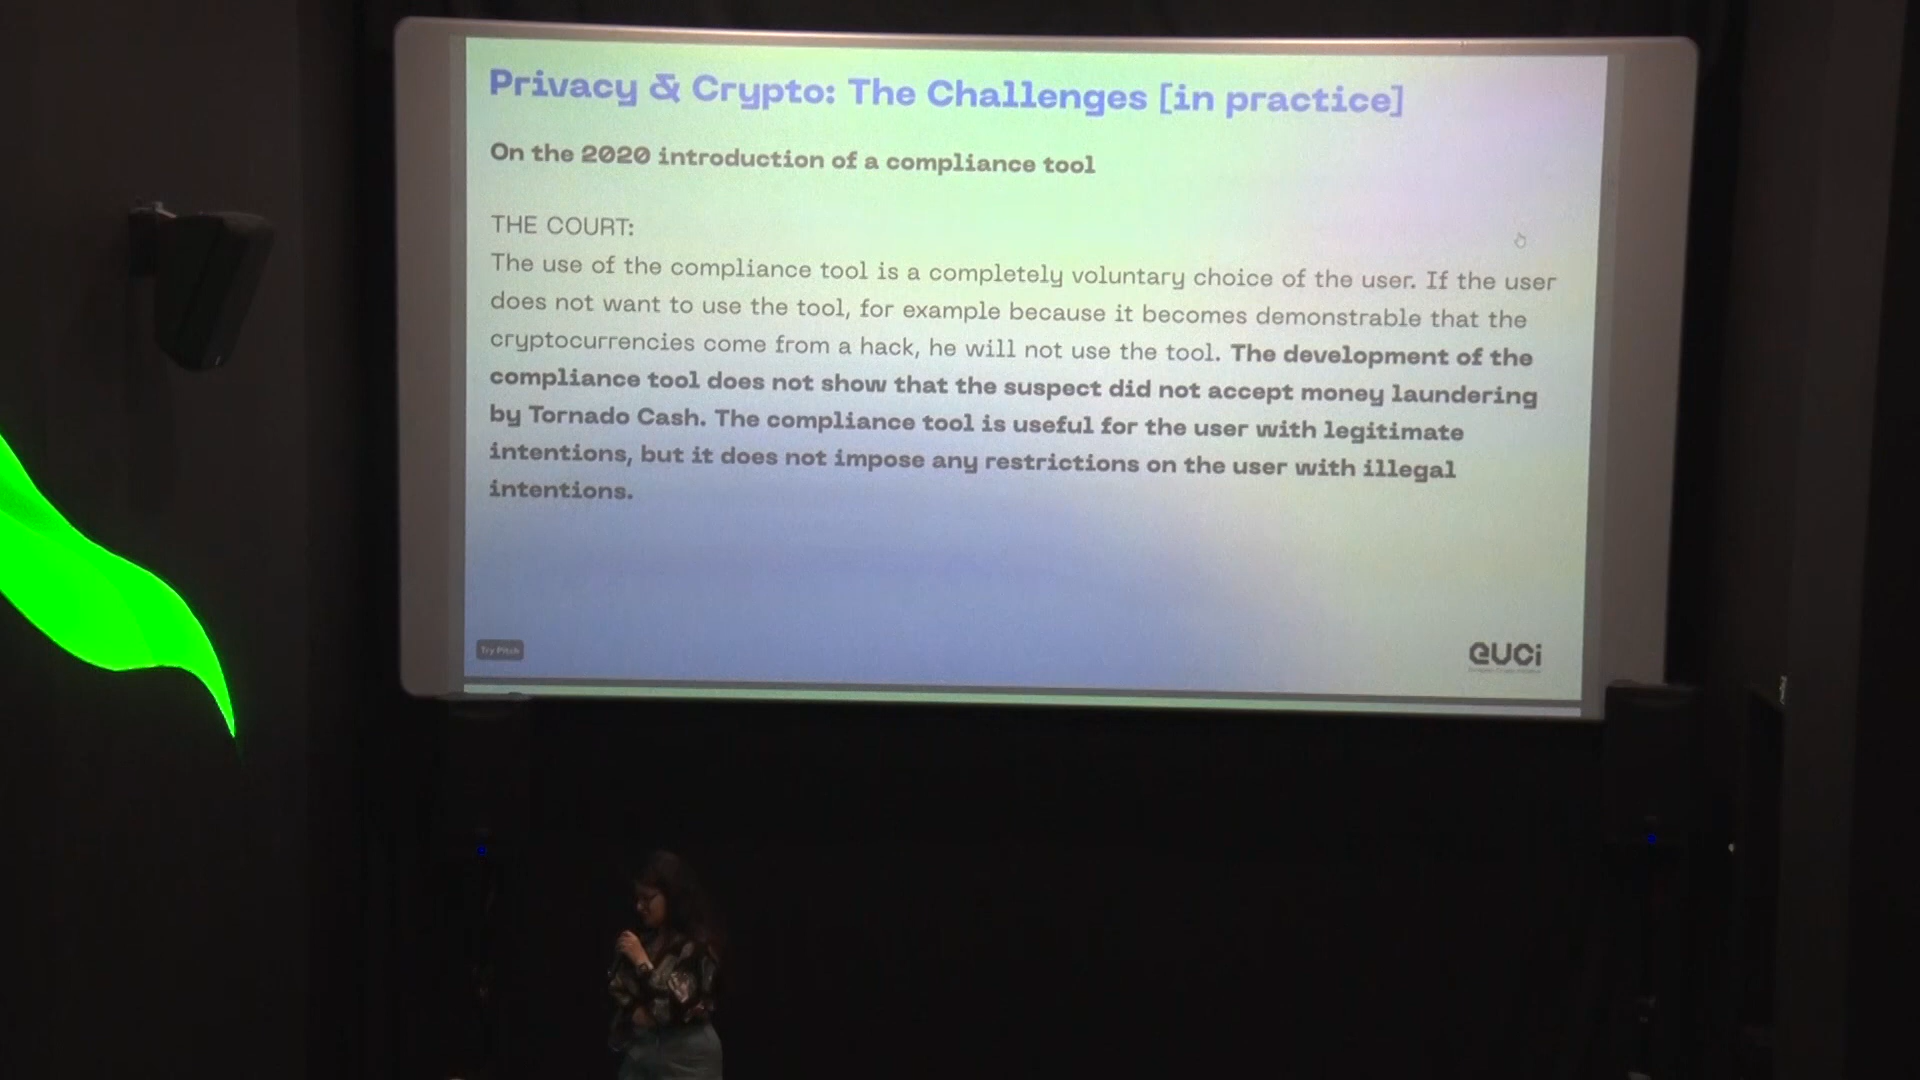 Privacy & Crypto: The Challenges [in practice]
On the 2020 introduction of a compliance tool
THE COURT:
The use of the compliance tool is a completely voluntary choice of the user. If the user
does not want to use the tool, for example because it becomes demonstrable that the
cryptocurrencies come from a hack, he will not use the tool. The development of the
compliance tool does not show that the suspect did not accept money laundering
by Tornado Cash. The compliance tool is useful for the user with legitimate
intentions, but it does not impose any restrictions on the user with illegal
intentions.
Try Pitch
eUCi